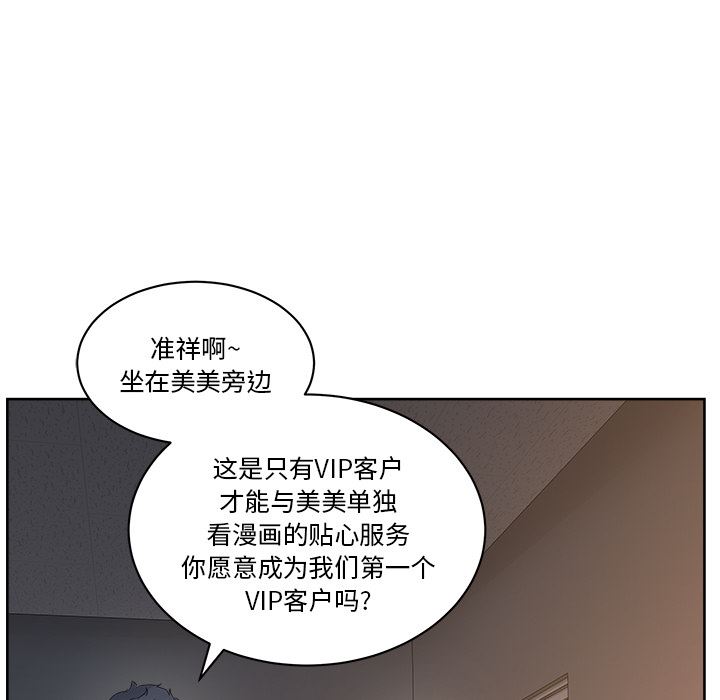 准祥啊~
坐在美美旁边
这是只有VIP客户
才能与美美单独
看漫画的贴心服务
你愿意成为我们第一个
VIP客户吗?